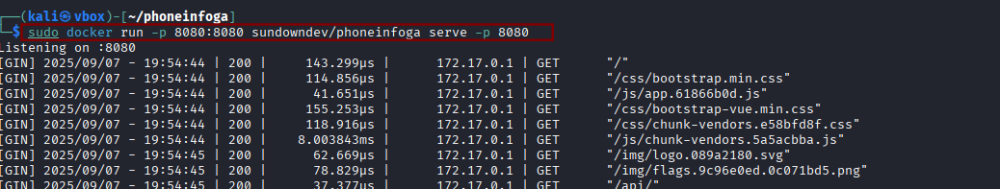 ┌──(kali㉿vbox)-[~/phoneinfoga]
└─$ sudo docker run -p 8080:8080 sundowndev/phoneinfoga serve -p 8080
Listening on :8080
[GIN] 2025/09/07 - 19:54:44 | 200 |     143.299µs |      172.17.0.1 | GET      "/"
[GIN] 2025/09/07 - 19:54:44 | 200 |     114.856µs |      172.17.0.1 | GET      "/css/bootstrap.min.css"
[GIN] 2025/09/07 - 19:54:44 | 200 |      41.651µs |      172.17.0.1 | GET      "/js/app.61866b0d.js"
[GIN] 2025/09/07 - 19:54:44 | 200 |     155.253µs |      172.17.0.1 | GET      "/css/bootstrap-vue.min.css"
[GIN] 2025/09/07 - 19:54:44 | 200 |     118.916µs |      172.17.0.1 | GET      "/css/chunk-vendors.e58bfd8f.css"
[GIN] 2025/09/07 - 19:54:44 | 200 |    8.003843ms |      172.17.0.1 | GET      "/js/chunk-vendors.5a5acbba.js"
[GIN] 2025/09/07 - 19:54:45 | 200 |      62.669µs |      172.17.0.1 | GET      "/img/logo.089a2180.svg"
[GIN] 2025/09/07 - 19:54:45 | 200 |      78.829µs |      172.17.0.1 | GET      "/img/flags.9c96e0ed.0c071bd5.png"
[GIN] 2025/09/07 - 19:54:45 | 200 |      37.377µs |      172.17.0.1 | GET      "/api/"